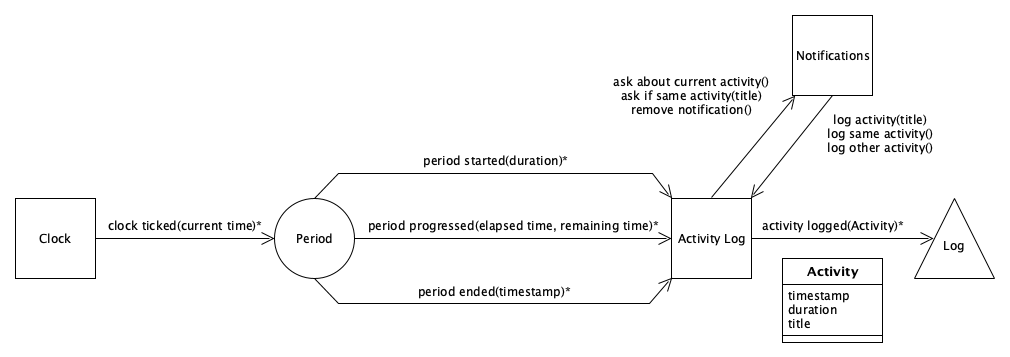 Notifications
ask about current activity()
ask if same activity(title)
remove notification()
log activity(title)
log same activity()
log other activity()
period started(duration)*
Clock
clock ticked(current time)*
Period
period progressed(elapsed time, remaining time)*
Activity Log
activity logged(Activity)*
Log
period ended(timestamp)*
Activity
timestamp
duration
title